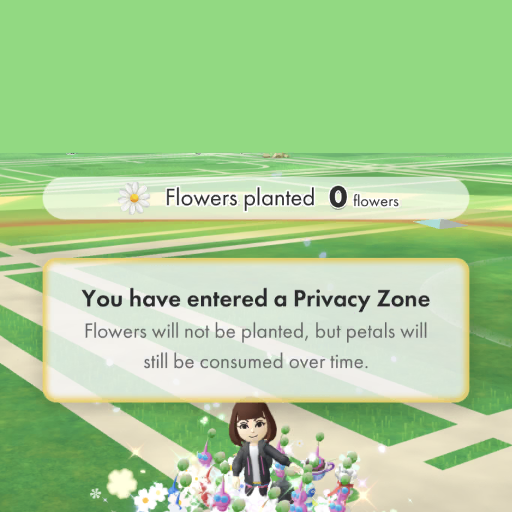 Flowers planted 0 flowers
You have entered a Privacy Zone
Flowers will not be planted, but petals will
still be consumed over time.